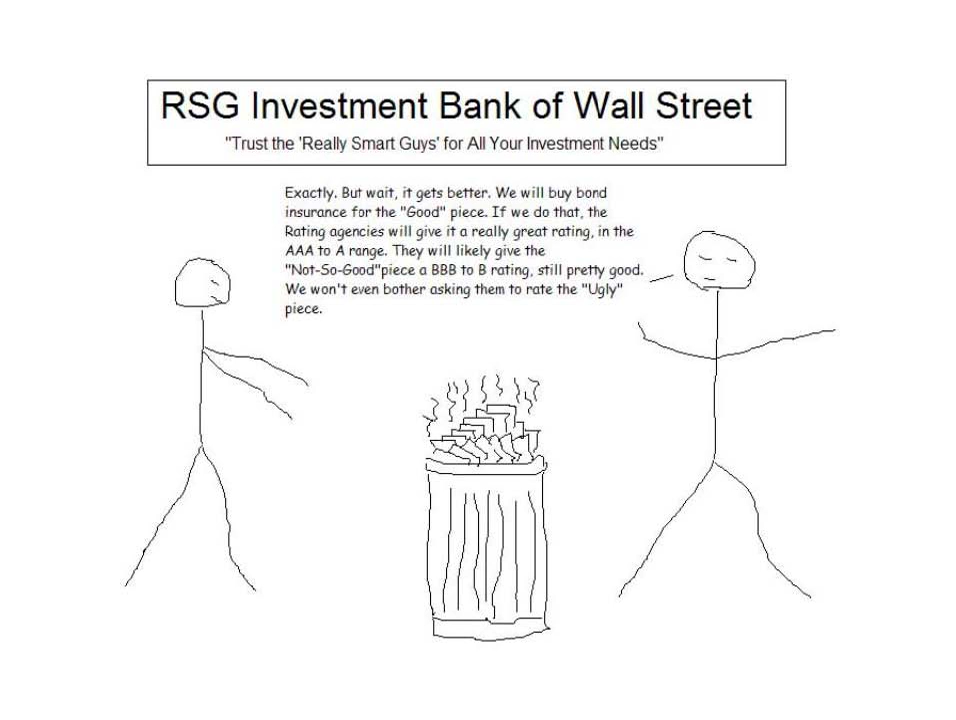 RSG Investment Bank of Wall Street
"Trust the 'Really Smart Guys' for All Your Investment Needs"
Exactly. But wait, it gets better. We will buy bond
insurance for the "Good" piece. If we do that, the
Rating agencies will give it a really great rating, in the
AAA to A range. They will likely give the
"Not-So-Good"piece a BBB to B rating, still pretty good.
We won't even bother asking them to rate the "Ugly"
piece.